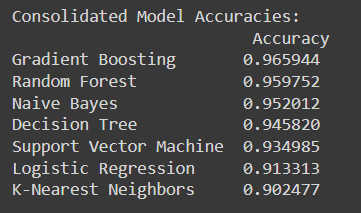 Consolidated Model Accuracies:
Accuracy
Gradient Boosting 0.965944
Random Forest 0.959752
Naive Bayes 0.952012
Decision Tree 0.945820
Support Vector Machine 0.934985
Logistic Regression 0.913313
K-Nearest Neighbors 0.902477